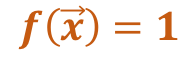 f(x⃗) = 1